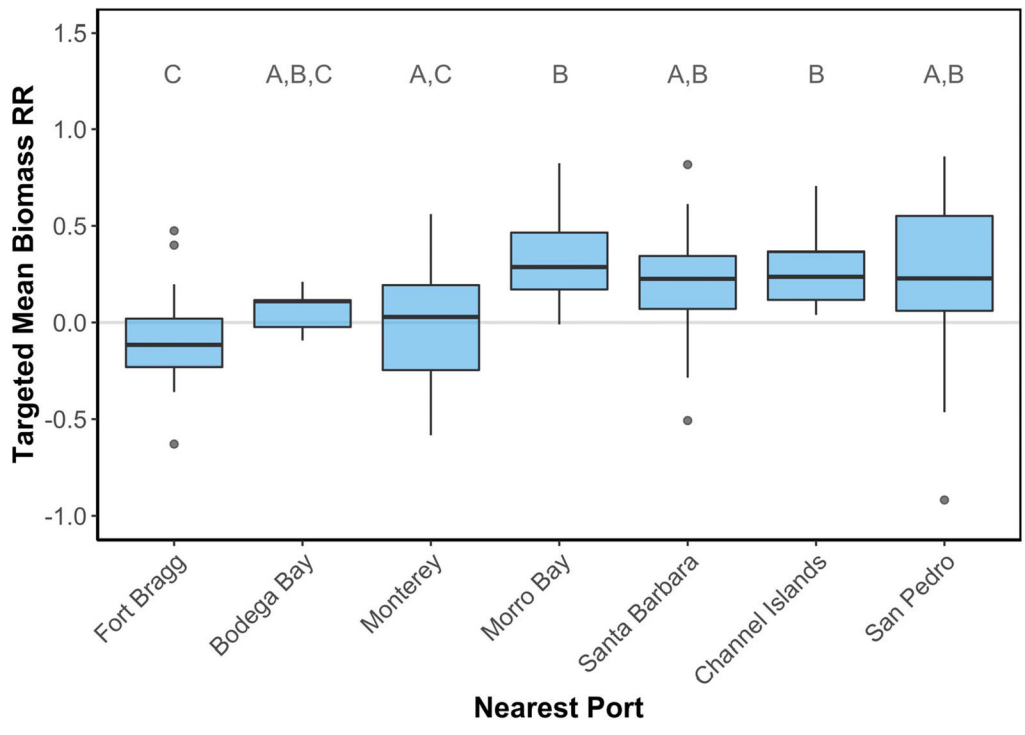 Targeted Mean Biomass RR
1.5
1.0
0.5
0.0
-0.5
-1.0
C
A,B,C
A,C
B
A,B
B
A,B
Fort Bragg
Bodega Bay
Monterey
Morro Bay
Santa Barbara
Channel Islands
San Pedro
Nearest Port